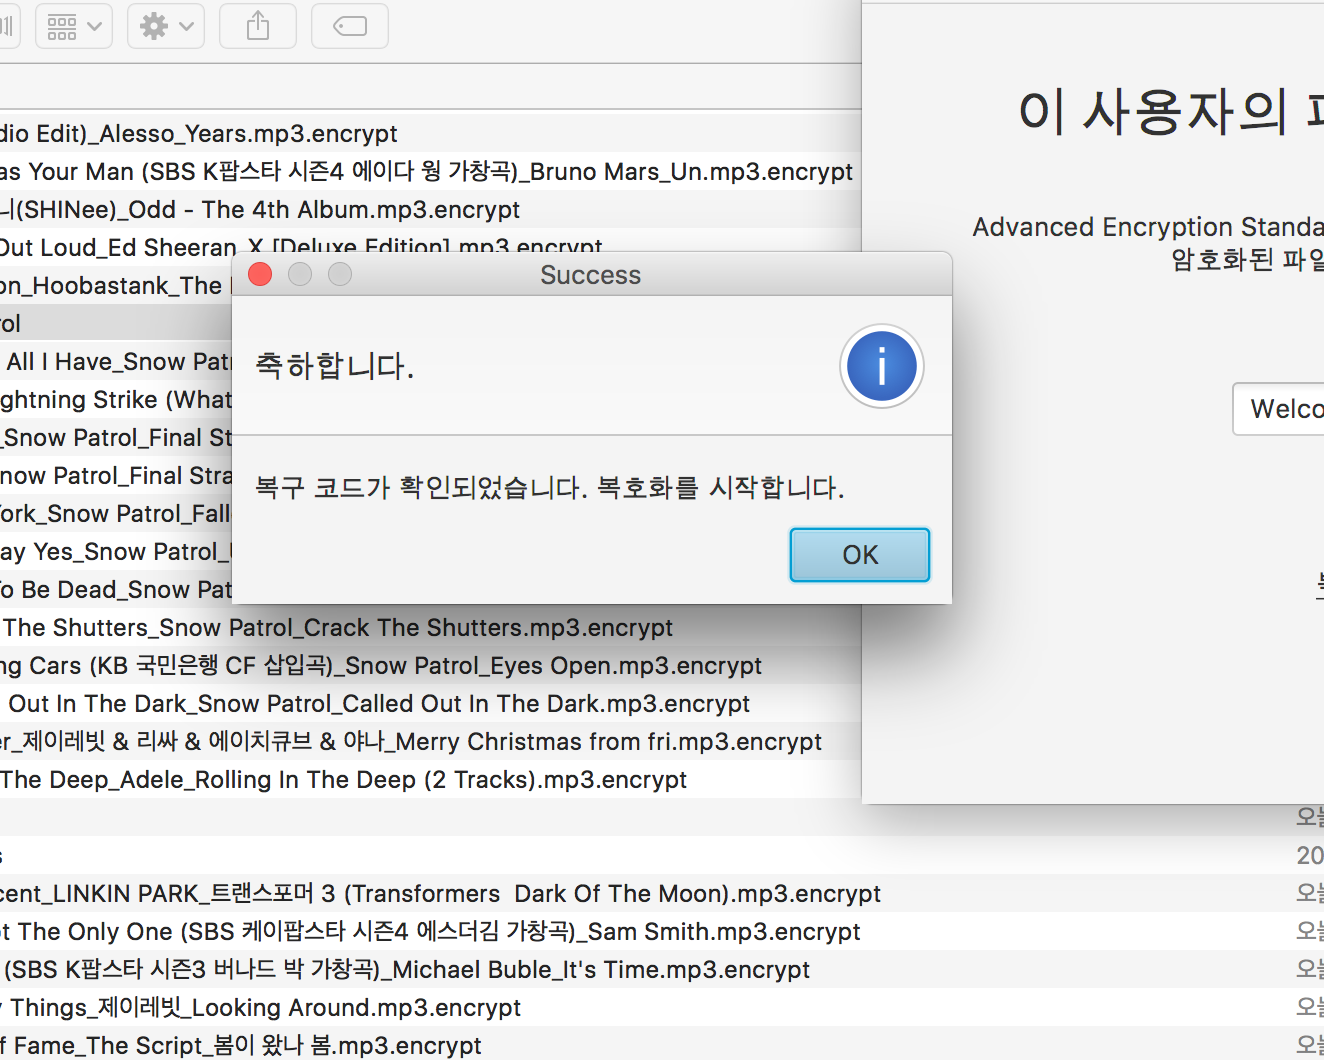 dio Edit)_Alesso_Years.mp3.encrypt
as Your Man (SBS K팝스타 시즌4 에이다 웡 가창곡)_Bruno Mars_Un.mp3.encrypt
니(SHINee)_Odd - The 4th Album.mp3.encrypt
Out Loud_Ed Sheeran_X [Deluxe Edition].mp3.encrypt
on_Hoobastank_The
rol
All I Have_Snow Patr
ghtning Strike (What
_Snow Patrol_Final St
now Patrol_Final Stra
York_Snow Patrol_Fall
ay Yes_Snow Patrol_
To Be Dead_Snow Pat
The Shutters_Snow Patrol_Crack The Shutters.mp3.encrypt
ng Cars (KB 국민은행 CF 삽입곡)_Snow Patrol_Eyes Open.mp3.encrypt
Out In The Dark_Snow Patrol_Called Out In The Dark.mp3.encrypt
er_제이레빗 & 리싸 & 에이치큐브 & 야나_Merry Christmas from fri.mp3.encrypt
The Deep_Adele_Rolling In The Deep (2 Tracks).mp3.encrypt
s
cent_LINKIN PARK_트랜스포머 3 (Transformers  Dark Of The Moon).mp3.encrypt
ot The Only One (SBS 케이팝스타 시즌4 에스더김 가창곡)_Sam Smith.mp3.encrypt
(SBS K팝스타 시즌3 버나드 박 가창곡)_Michael Buble_It's Time.mp3.encrypt
y Things_제이레빗_Looking Around.mp3.encrypt
f Fame_The Script_봄이 왔나 봄.mp3.encrypt
Success
축하합니다.
복구 코드가 확인되었습니다. 복호화를 시작합니다.
OK
이 사용자의
Advanced Encryption Standa
암호화된 파일
Welco
오늘
20
오늘
오늘
오늘
오늘
오늘